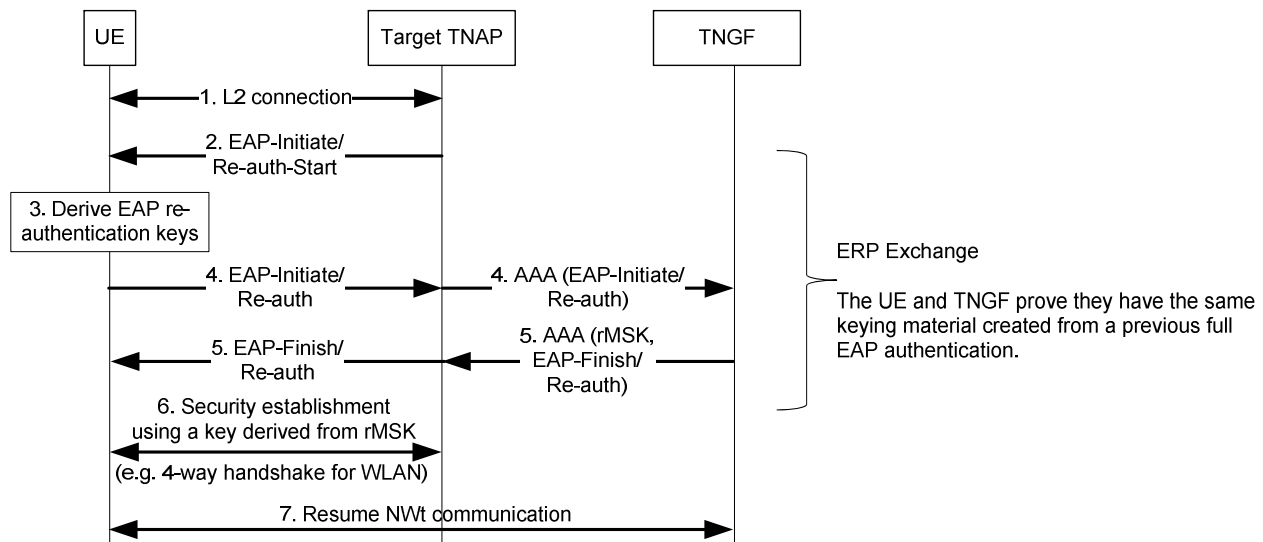 UE
Target TNAP
TNGF
1. L2 connection
2. EAP-Initiate/
Re-auth-Start
3. Derive EAP re-
authentication keys
4. EAP-Initiate/
Re-auth
4. AAA (EAP-Initiate/
Re-auth)
5. EAP-Finish/
Re-auth
5. AAA (rMSK,
EAP-Finish/
Re-auth)
ERP Exchange
The UE and TNGF prove they have the same
keying material created from a previous full
EAP authentication.
6. Security establishment
using a key derived from rMSK
(e.g. 4-way handshake for WLAN)
7. Resume NWt communication